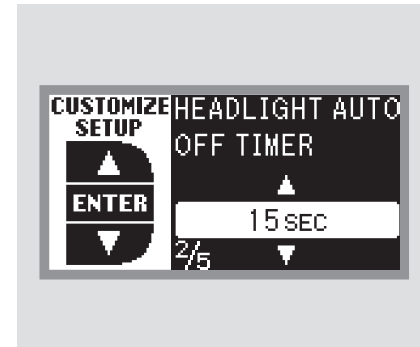 CUSTOMIZE
SETUP
ENTER
HEADLIGHT AUTO
OFF TIMER
15 SEC
2/5